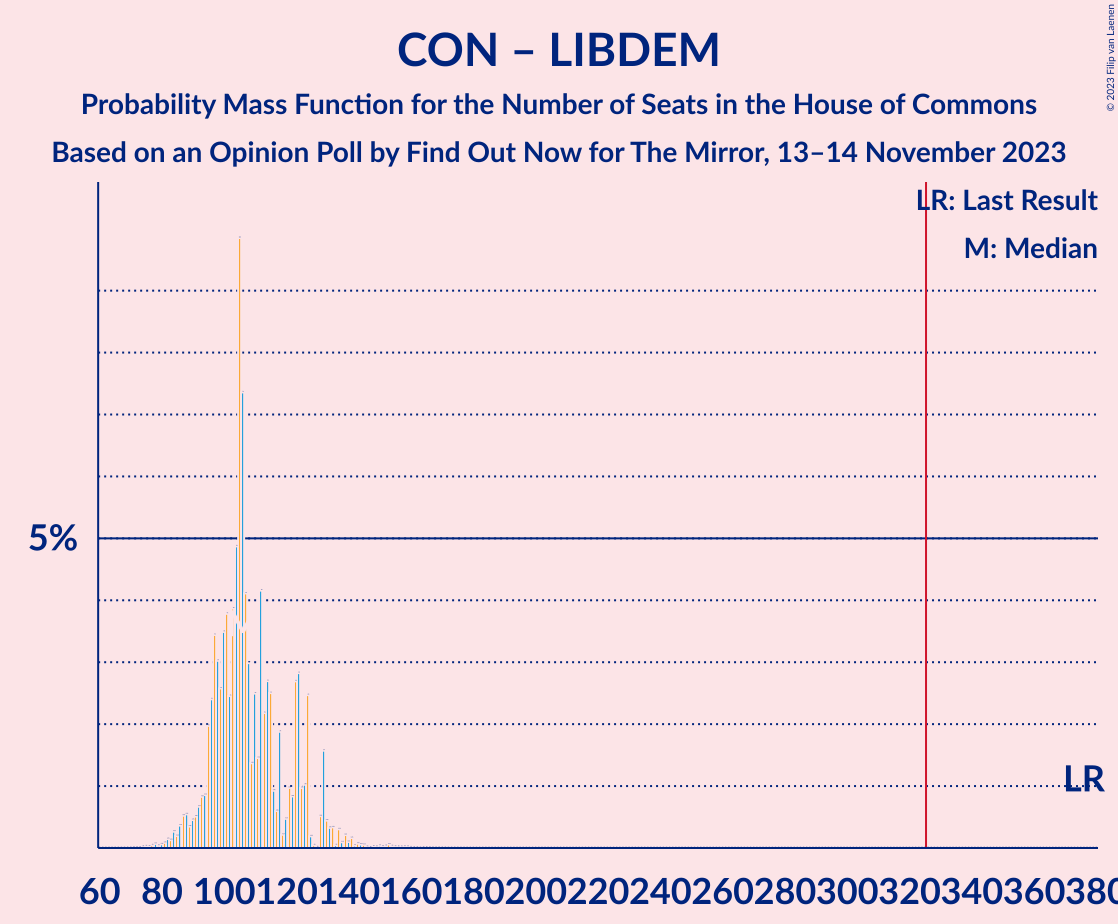 CON – LIBDEM
Probability Mass Function for the Number of Seats in the House of Commons
Based on an Opinion Poll by Find Out Now for The Mirror, 13–14 November 2023
© 2023 Filip van Laenen
LR: Last Result
M: Median
5%
LR
60 80 100 120 140 160 180 200 220 240 260 280 300 320 340 360 380